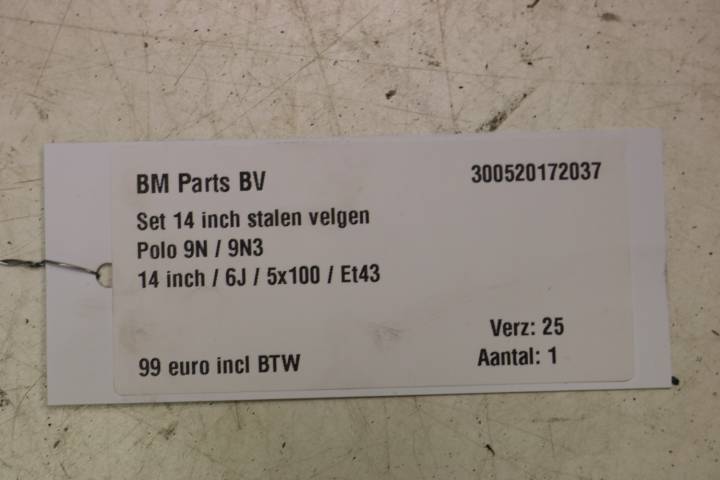 BM Parts BV 300520172037
Set 14 inch stalen velgen
Polo 9N / 9N3
14 inch / 6J / 5x100 / Et43
Verz: 25
99 euro incl BTW Aantal: 1